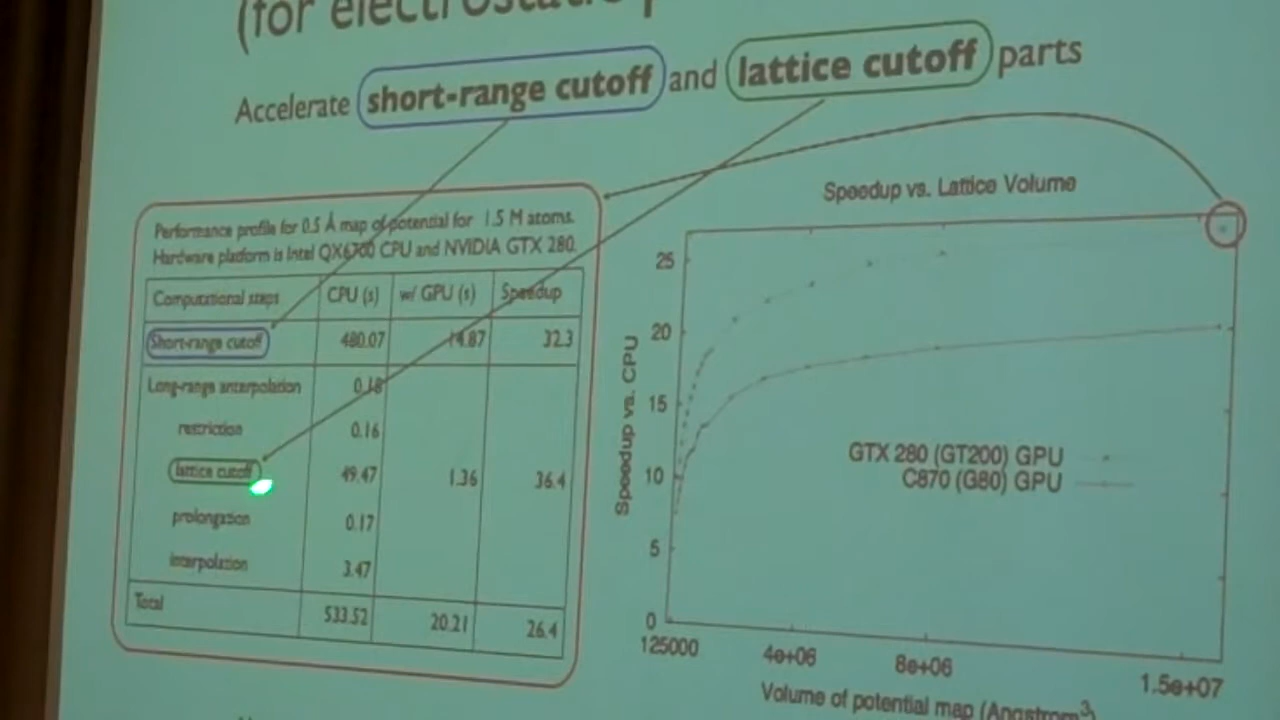 (for electrostatic
Accelerate short-range cutoff and lattice cutoff parts
Performance profile for 0.5 Å map of potential for 1.5 M atoms.
Hardware platform is Intel QX6700 CPU and NVIDIA GTX 280.
Computational steps CPU (s) w/ GPU (s) Speedup
Short-range cutoff 480.07 14.87 32.3
Long-range anterpolation 0.18
restriction 0.16
lattice cutoff 49.47 1.36 36.4
prolongation 0.17
interpolation 3.47
Total 533.52 20.21 26.4
Speedup vs. Lattice Volume
Speedup vs. CPU
25
20
15
10
5
0
GTX 280 (GT200) GPU
C870 (G80) GPU
125000 4e+06 8e+06 1.5e+07
Volume of potential map (Angstrom³)